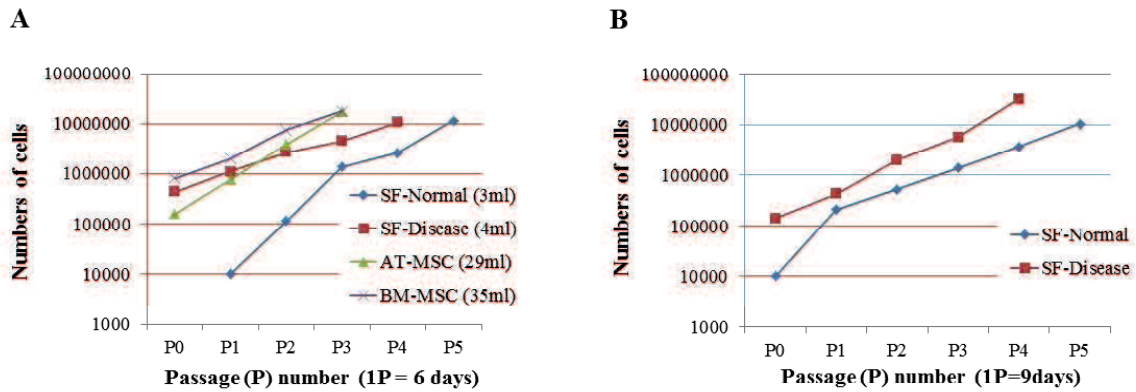 A
Numbers of cells
100000000
10000000
1000000
100000
10000
1000
P0 P1 P2 P3 P4 P5
Passage (P) number (1P = 6 days)
SF-Normal (3ml)
SF-Disease (4ml)
AT-MSC (29ml)
BM-MSC (35ml)
B
Numbers of cells
100000000
10000000
1000000
100000
10000
1000
P0 P1 P2 P3 P4 P5
Passage (P) number (1P=9days)
SF-Normal
SF-Disease